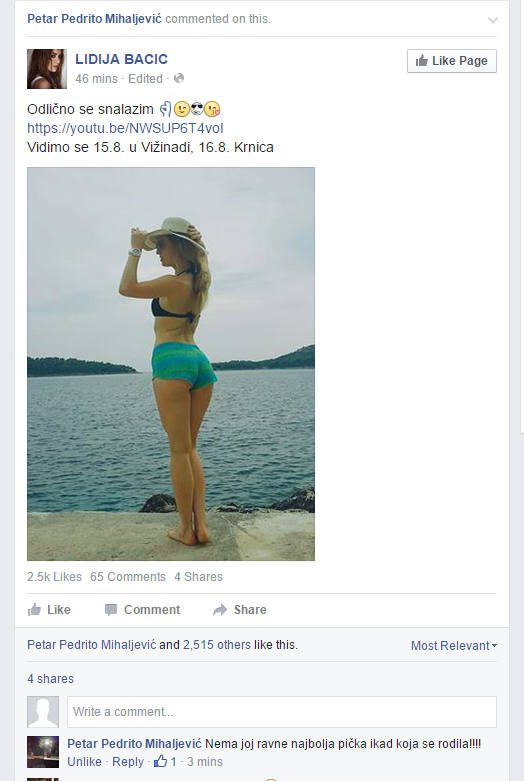 Petar Pedrito Mihaljević commented on this.
LIDIJA BACIC
46 mins · Edited ·
Like Page
Odlično se snalazim
https://youtu.be/NWSUP6T4voI
Vidimo se 15.8. u Vižinadi, 16.8. Krnica
2.5k Likes 65 Comments 4 Shares
Like Comment Share
Petar Pedrito Mihaljević and 2,515 others like this.
Most Relevant
4 shares
Write a comment...
Petar Pedrito Mihaljević Nema joj ravne najbolja pička ikad koja se rodila!!!!
Unlike · Reply · 1 · 3 mins